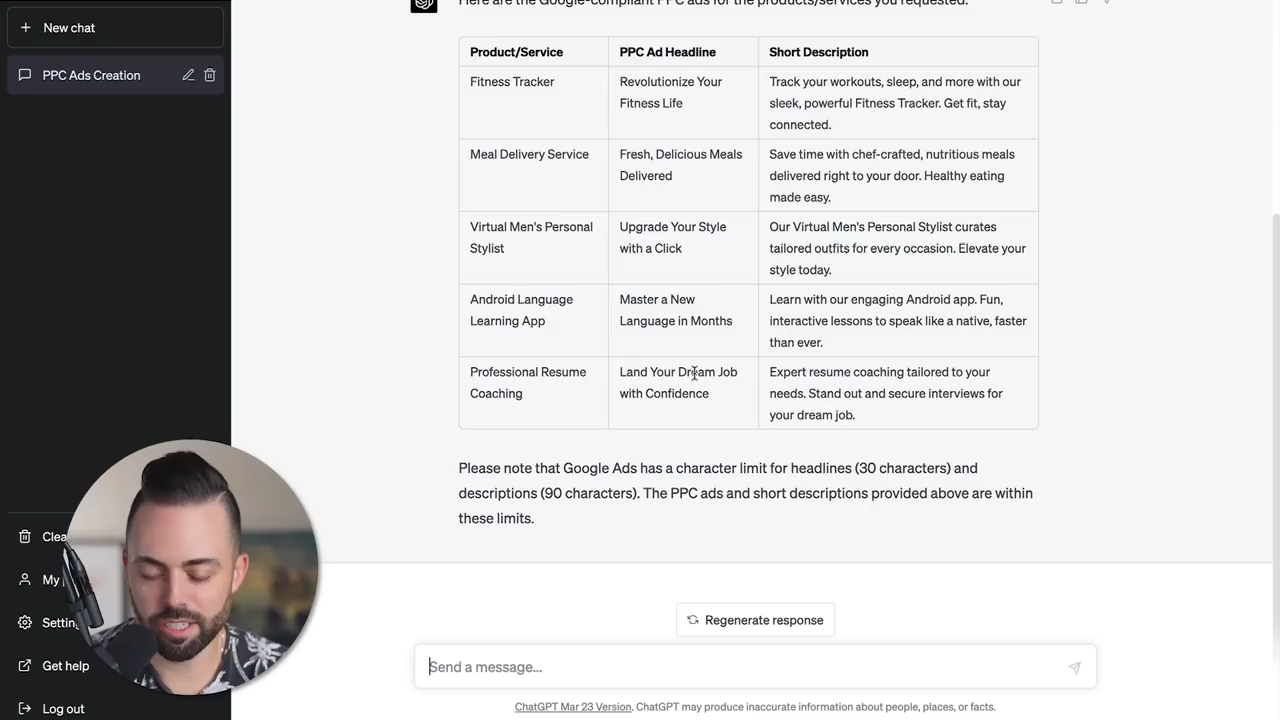 New chat
PPC Ads Creation
Here are the Google-compliant PPC ads for the products/services you requested.
Product/Service PPC Ad Headline Short Description
Fitness Tracker
Revolutionize Your
Fitness Life
Track your workouts, sleep, and more with our
sleek, powerful Fitness Tracker. Get fit, stay
connected.
Meal Delivery Service
Fresh, Delicious Meals
Delivered
Save time with chef-crafted, nutritious meals
delivered right to your door. Healthy eating
made easy.
Virtual Men's Personal
Stylist
Upgrade Your Style
with a Click
Our Virtual Men's Personal Stylist curates
tailored outfits for every occasion. Elevate your
style today.
Android Language
Learning App
Master a New
Language in Months
Learn with our engaging Android app. Fun,
interactive lessons to speak like a native, faster
than ever.
Professional Resume
Coaching
Land Your Dream Job
with Confidence
Expert resume coaching tailored to your
needs. Stand out and secure interviews for
your dream job.
Please note that Google Ads has a character limit for headlines (30 characters) and
descriptions (90 characters). The PPC ads and short descriptions provided above are within
these limits.
My
Get help
Log out
Regenerate response
Send a message...
ChatGPT Mar 23 Version. ChatGPT may produce inaccurate information about people, places, or facts.